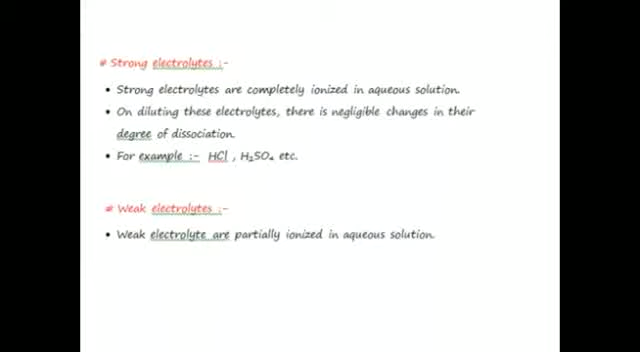 # Strong electrolytes :-
• Strong electrolytes are completely ionized in aqueous solution.
• On diluting these electrolytes, there is negligible changes in their
degree of dissociation.
• For example :- HCl , H₂SO₄ etc.
# Weak electrolytes :-
• Weak electrolyte are partially ionized in aqueous solution.